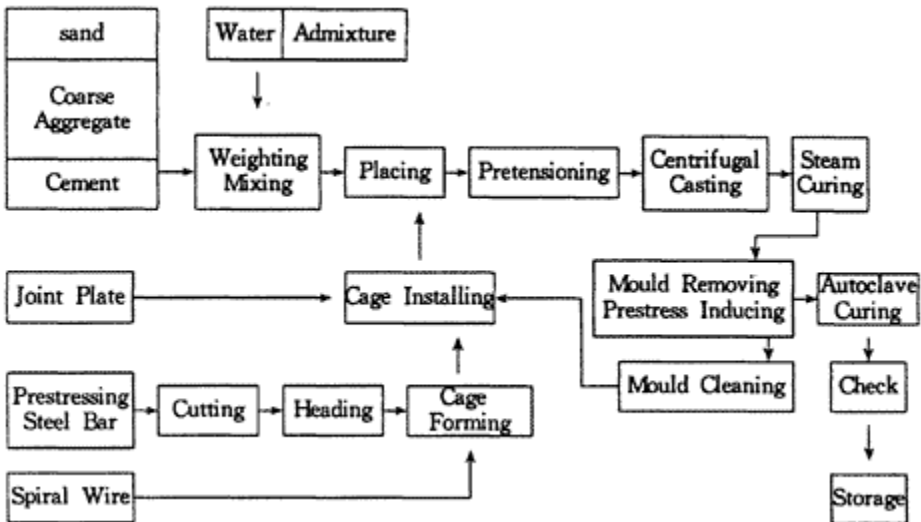 sand
Water
Admixture
Coarse
Aggregate
Cement
Weighting
Mixing
Placing
Pretensioning
Centrifugal
Casting
Steam
Curing
Joint Plate
Cage Installing
Mould Removing
Prestress Inducing
Autoclave
Curing
Prestressing
Steel Bar
Cutting
Heading
Cage
Forming
Mould Cleaning
Check
Spiral Wire
Storage